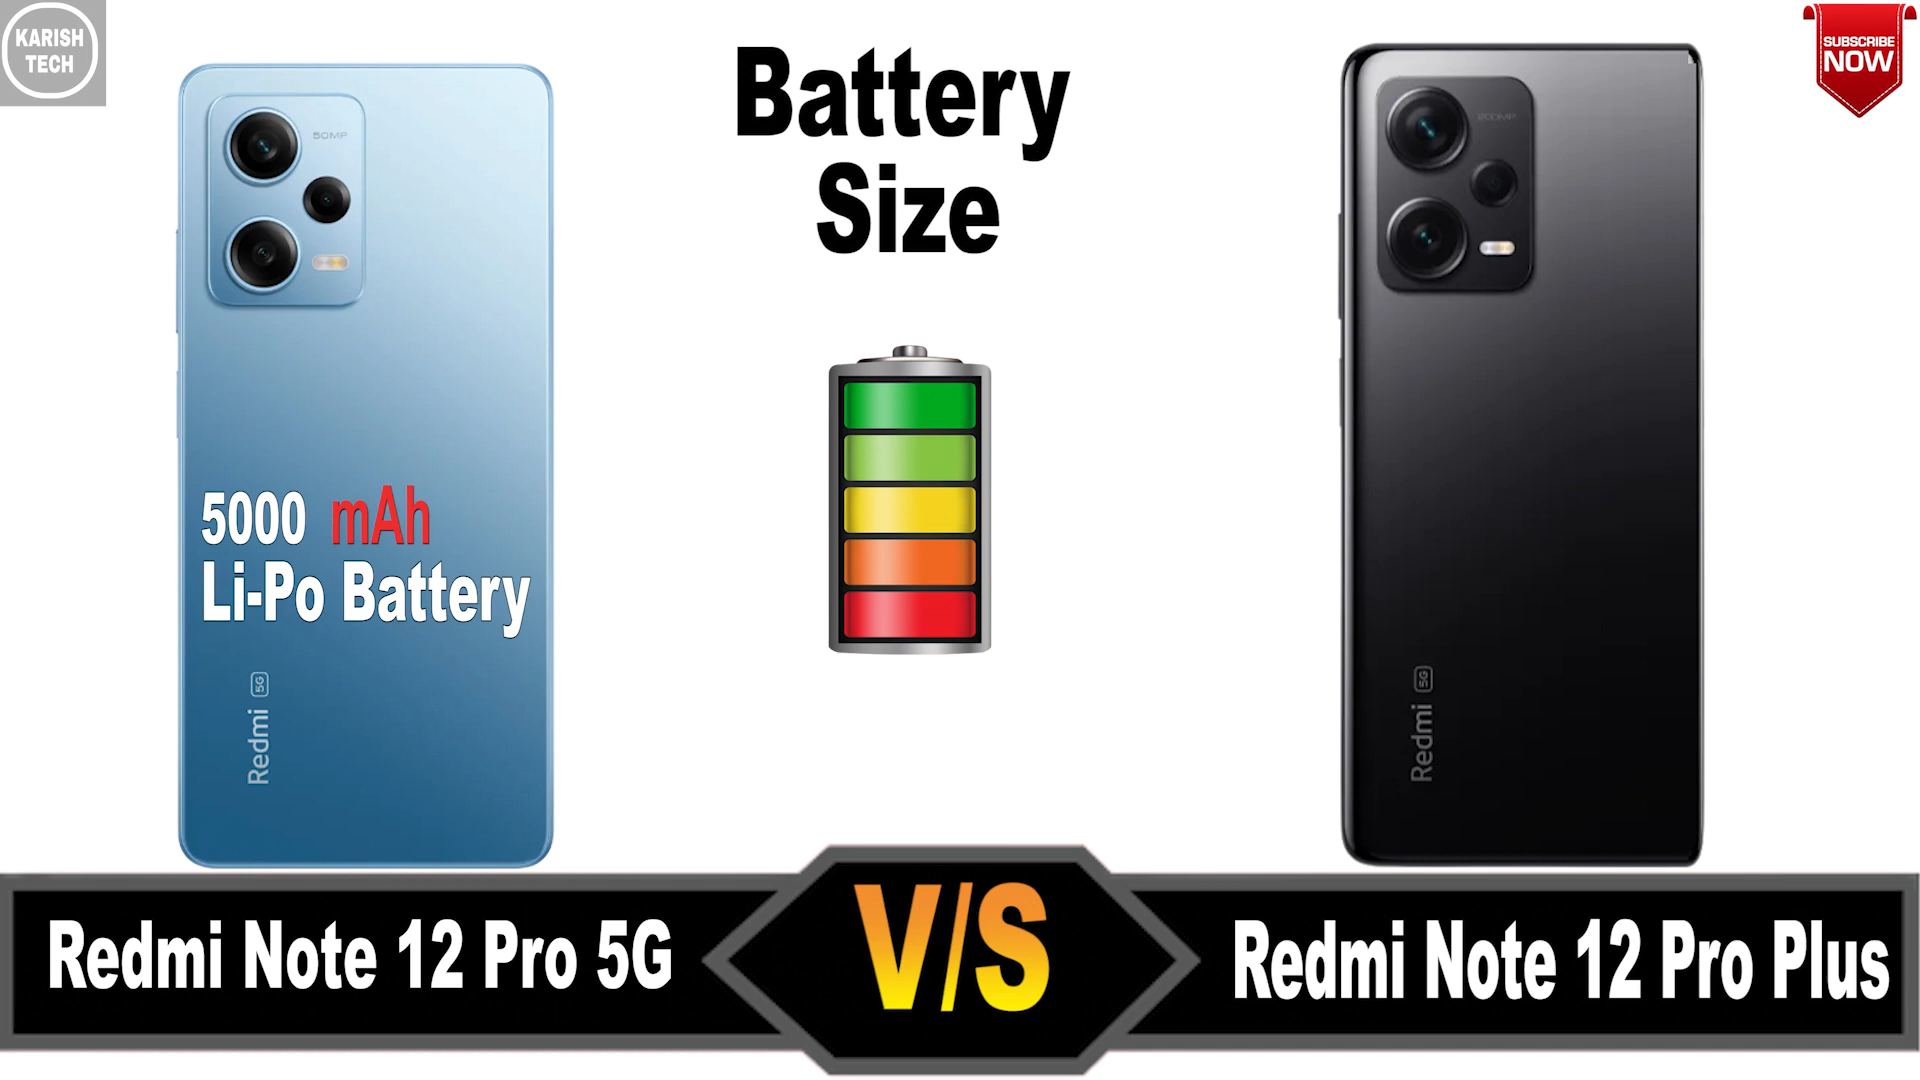 KARISH
TECH
Battery
Size
SUBSCRIBE
NOW
50MP
200MP
5000 mAh
Li-Po Battery
Redmi 5G
Redmi 5G
Redmi Note 12 Pro 5G
V/S
Redmi Note 12 Pro Plus